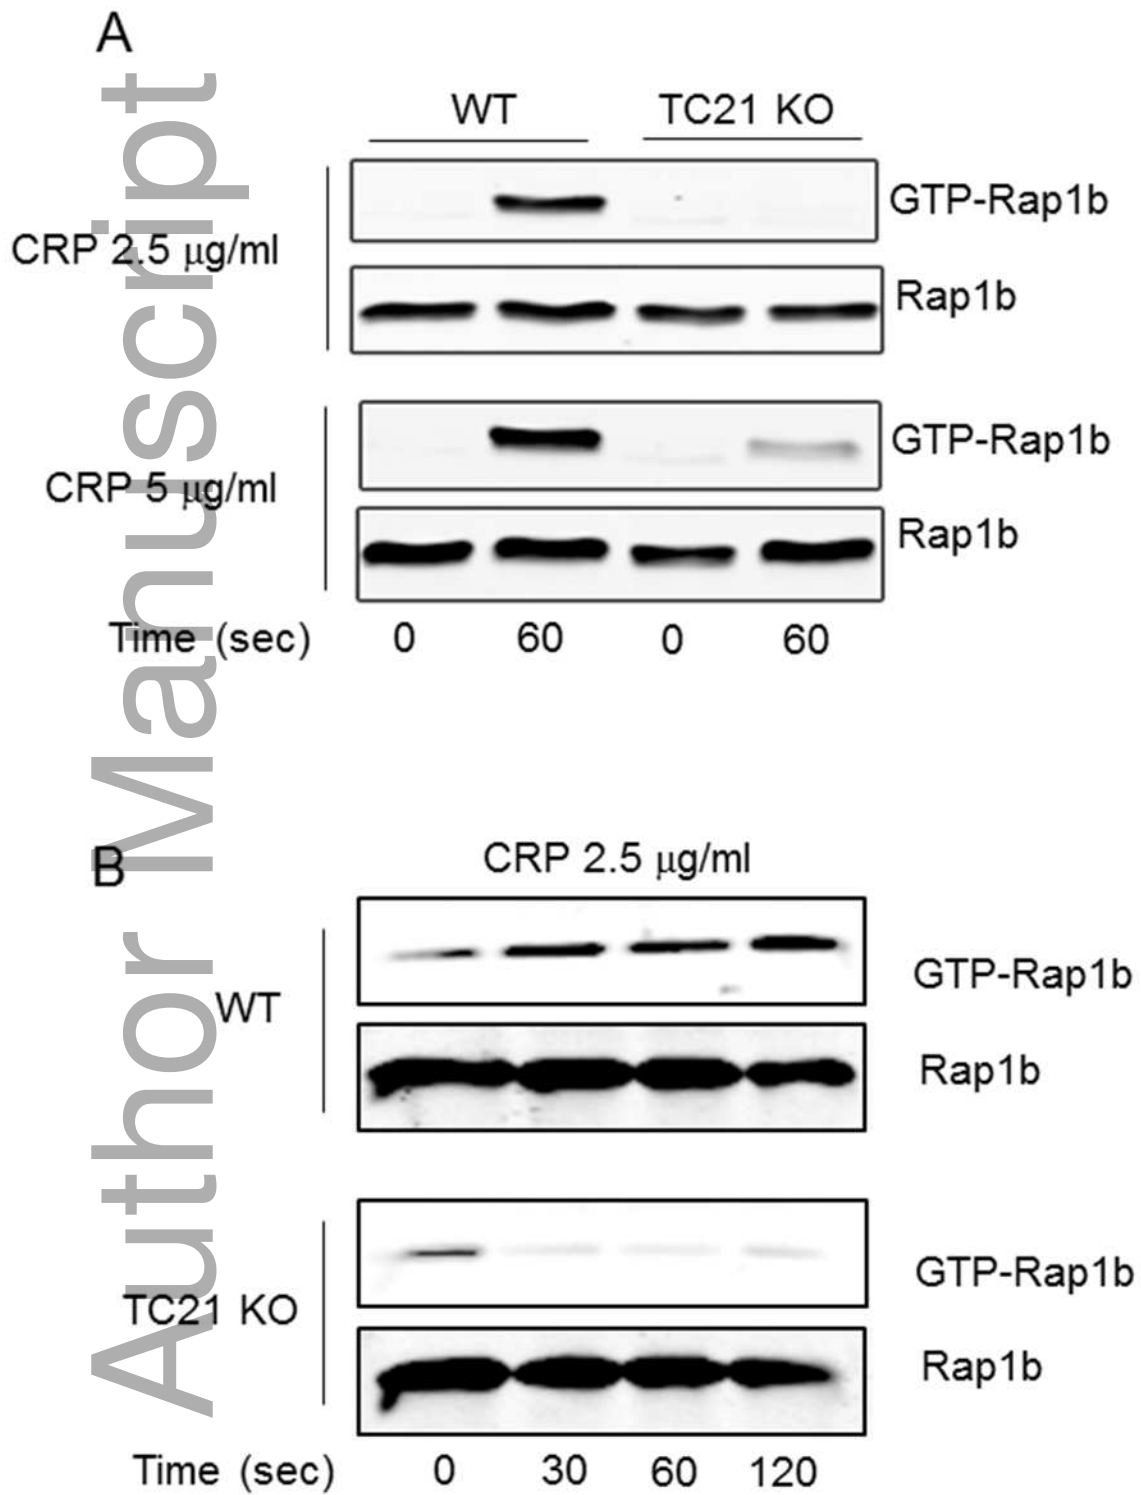 A
WT TC21 KO
GTP-Rap1b
CRP 2.5 μg/ml
Rap1b
GTP-Rap1b
CRP 5 μg/ml
Rap1b
Time (sec) 0 60 0 60
B
CRP 2.5 μg/ml
GTP-Rap1b
WT
Rap1b
GTP-Rap1b
TC21 KO
Rap1b
Time (sec) 0 30 60 120
Author Manuscript